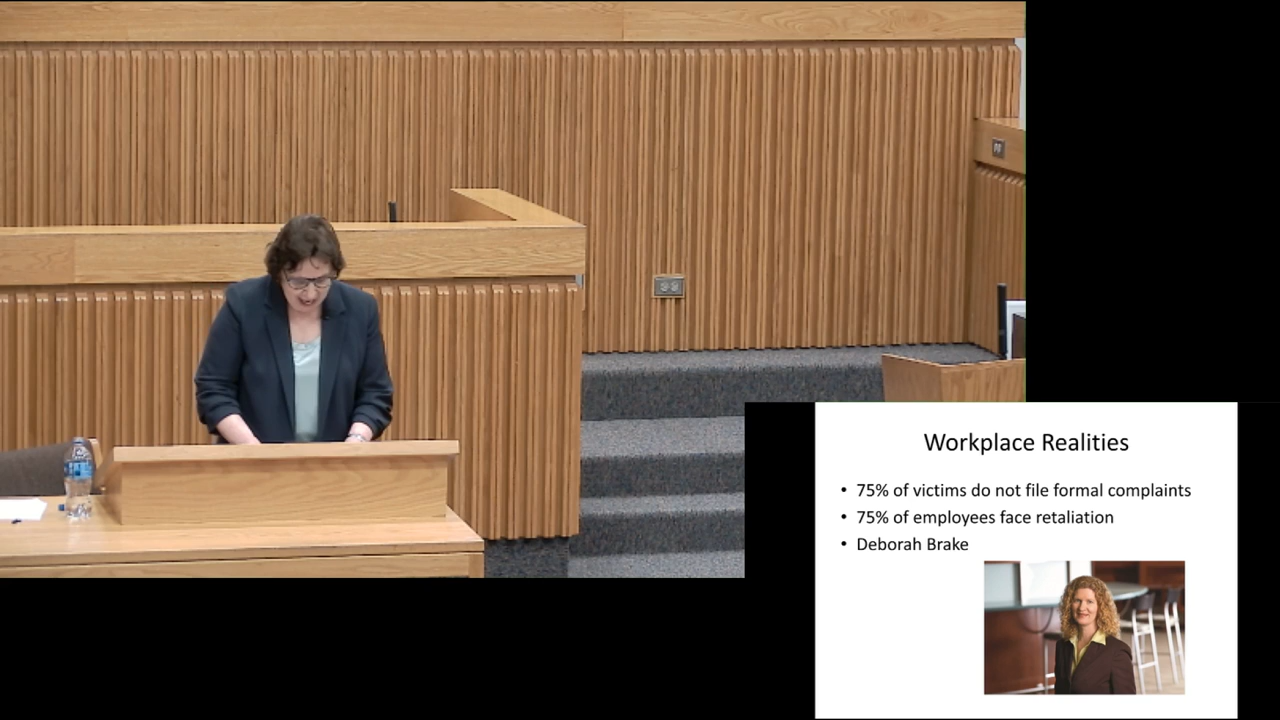 Workplace Realities
• 75% of victims do not file formal complaints
• 75% of employees face retaliation
• Deborah Brake